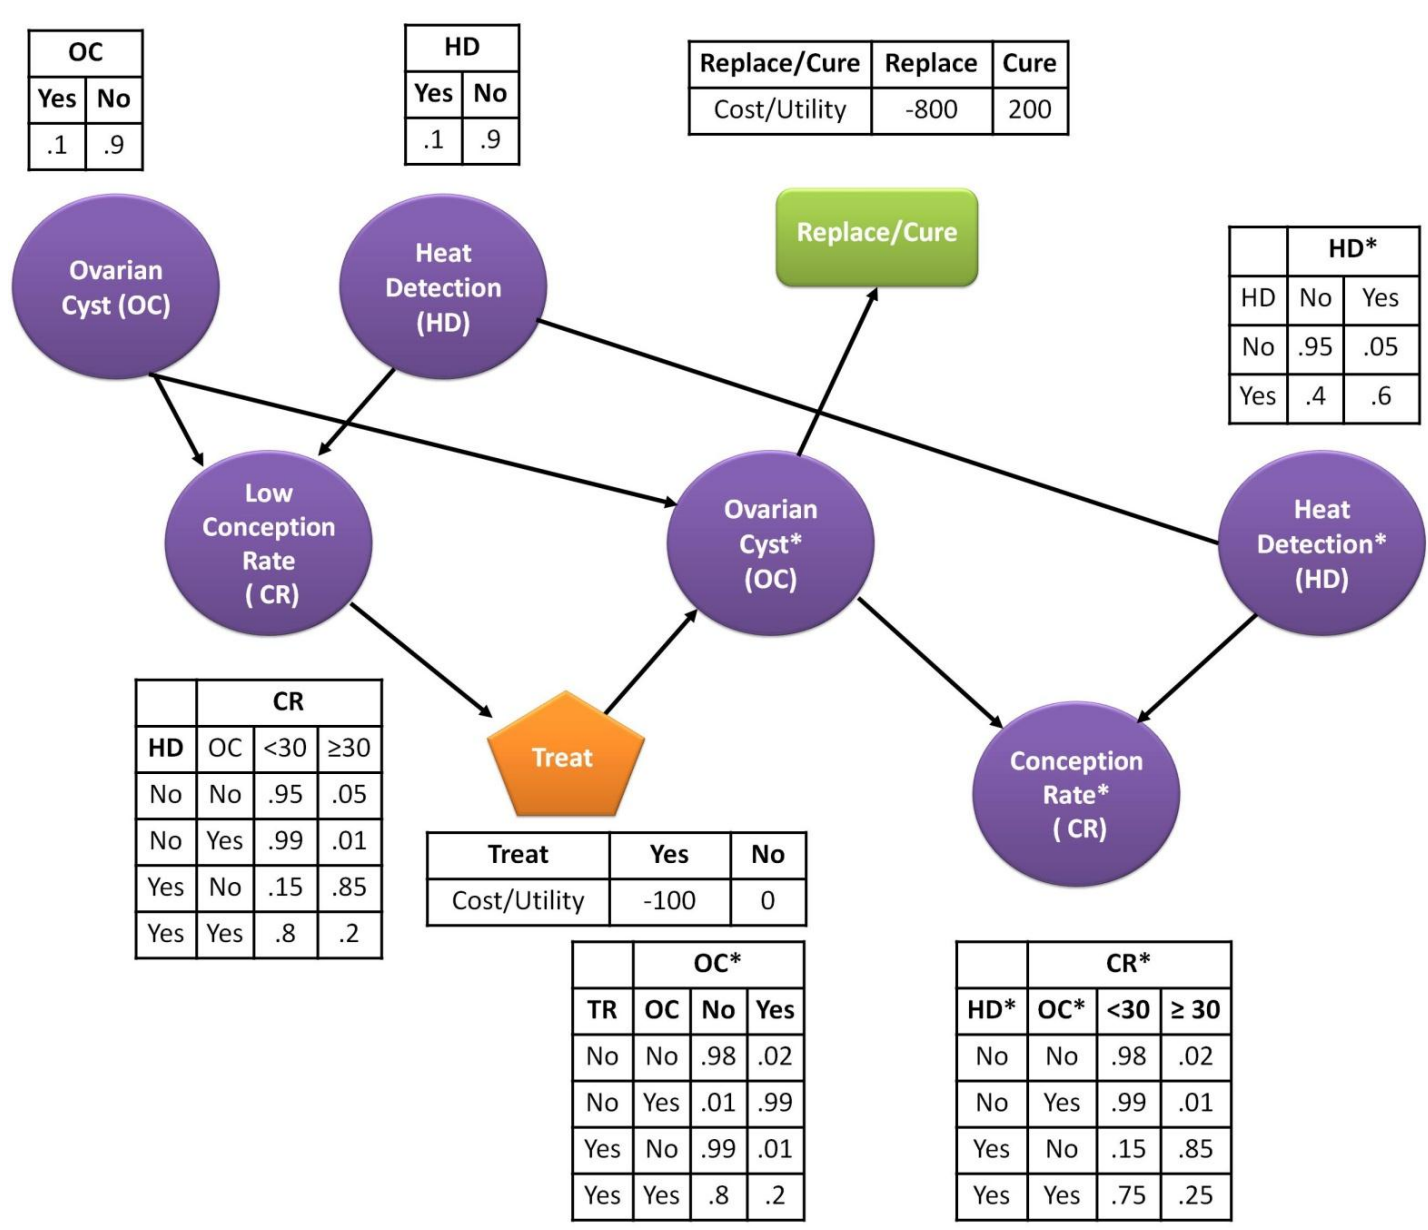 OC
Yes No
.1 .9
HD
Yes No
.1 .9
Replace/Cure Replace Cure
Cost/Utility -800 200
Ovarian
Cyst (OC)
Heat
Detection
(HD)
Replace/Cure
HD*
HD No Yes
No .95 .05
Yes .4 .6
Low
Conception
Rate
( CR)
Ovarian
Cyst*
(OC)
Heat
Detection*
(HD)
CR
HD OC <30 ≥30
No No .95 .05
No Yes .99 .01
Yes No .15 .85
Yes Yes .8 .2
Treat
Conception
Rate*
( CR)
Treat Yes No
Cost/Utility -100 0
OC*
TR OC No Yes
No No .98 .02
No Yes .01 .99
Yes No .99 .01
Yes Yes .8 .2
CR*
HD* OC* <30 ≥ 30
No No .98 .02
No Yes .99 .01
Yes No .15 .85
Yes Yes .75 .25